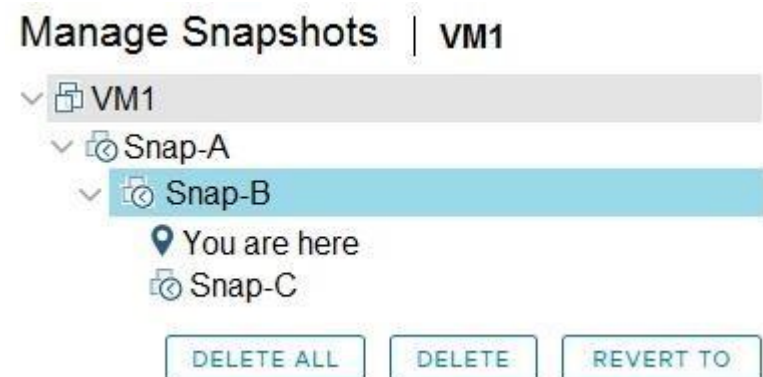 Manage Snapshots | VM1
VM1
Snap-A
Snap-B
You are here
Snap-C
DELETE ALL DELETE REVERT TO